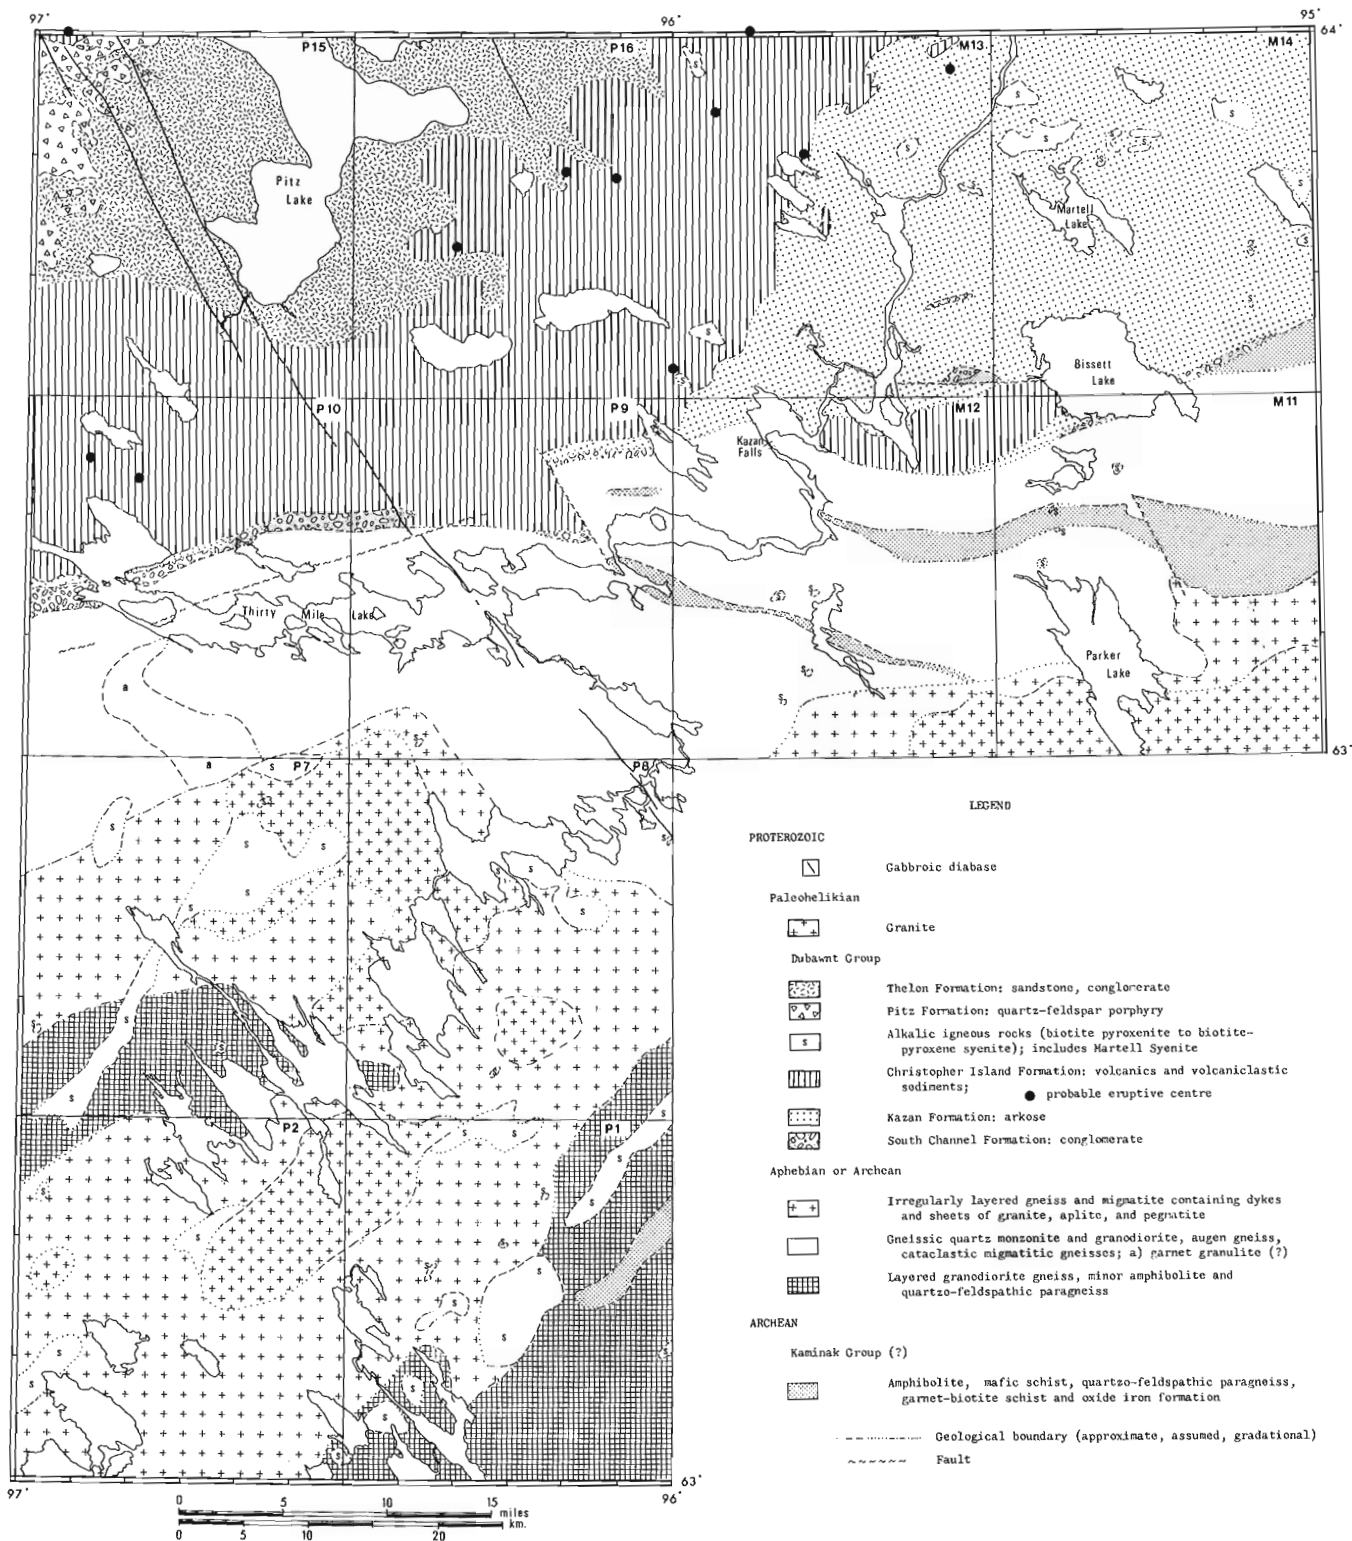 97°
96°
95°
64°
P15
P16
M13
M14
Pitz
Lake
Martell
Lake
Bissett
Lake
P10
P9
M12
M11
Kazan
Falls
Thirty Mile Lake
Parker
Lake
a
a
P7
P8
63°
P2
P1
LEGEND
PROTEROZOIC
Gabbroic diabase
Paleohelikian
Granite
Dubawnt Group
Thelon Formation: sandstone, conglomerate
Pitz Formation: quartz-feldspar porphyry
s Alkalic igneous rocks (biotite pyroxenite to biotite-
pyroxene syenite); includes Martell Syenite
Christopher Island Formation: volcanics and volcaniclastic
sediments;
probable eruptive centre
Kazan Formation: arkose
South Channel Formation: conglomerate
Aphebian or Archean
Irregularly layered gneiss and migmatite containing dykes
and sheets of granite, aplite, and pegmatite
Gneissic quartz monzonite and granodiorite, augen gneiss,
cataclastic migmatitic gneisses; a) garnet granulite (?)
Layered granodiorite gneiss, minor amphibolite and
quartzo-feldspathic paragneiss
ARCHEAN
Kaminak Group (?)
Amphibolite, mafic schist, quartzo-feldspathic paragneiss,
garnet-biotite schist and oxide iron formation
Geological boundary (approximate, assumed, gradational)
Fault
97°
96°
63°
0 5 10 15 miles
0 5 10 20 km.